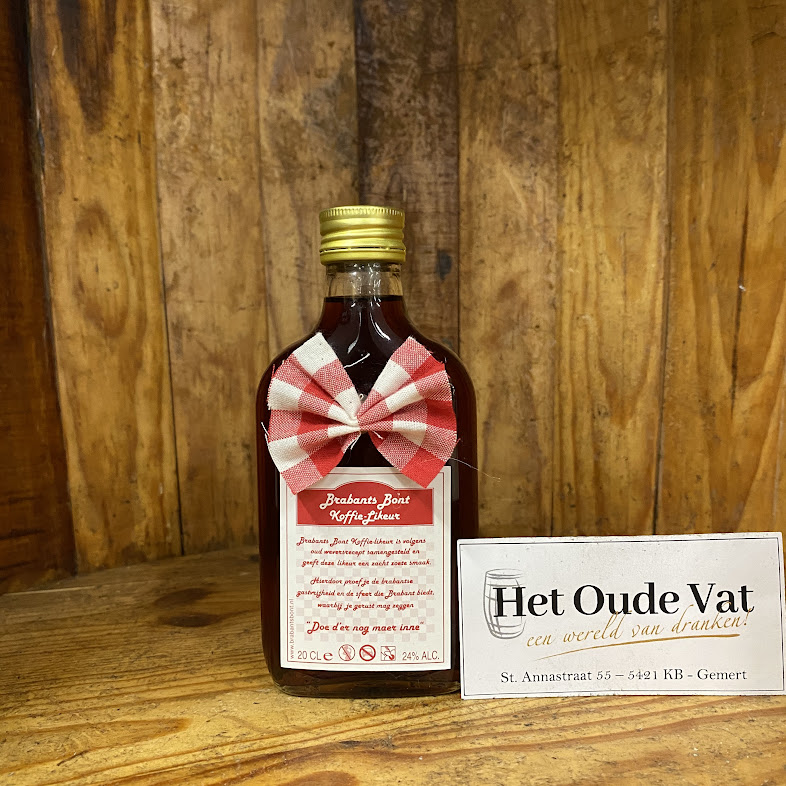 Brabants Bont
Koffie-Likeur
Brabants Bont Koffie-likeur is volgens
oud weversrecept samengesteld en
geeft deze likeur een zacht zoete smaak.
Hierdoor proef je de brabantse
gastvrijheid en de sfeer die Brabant biedt,
waarbij je gerust mag zeggen
"Doe d'er nog maer inne"
www.brabantsbont.nl
20 CL e 24% ALC.
Het Oude Vat
een wereld van dranken!
St. Annastraat 55 – 5421 KB - Gemert